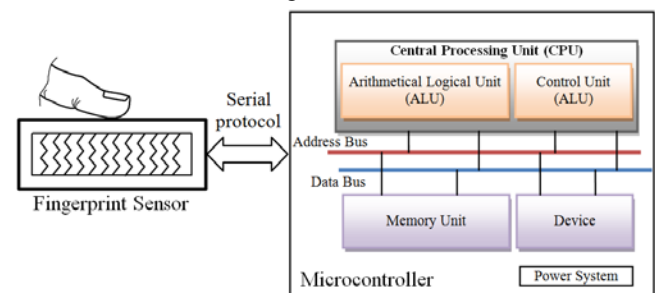 Central Processing Unit (CPU)
Arithmetical Logical Unit
(ALU)
Control Unit
(ALU)
Serial
protocol
Address Bus
Data Bus
Fingerprint Sensor
Memory Unit
Device
Microcontroller
Power System